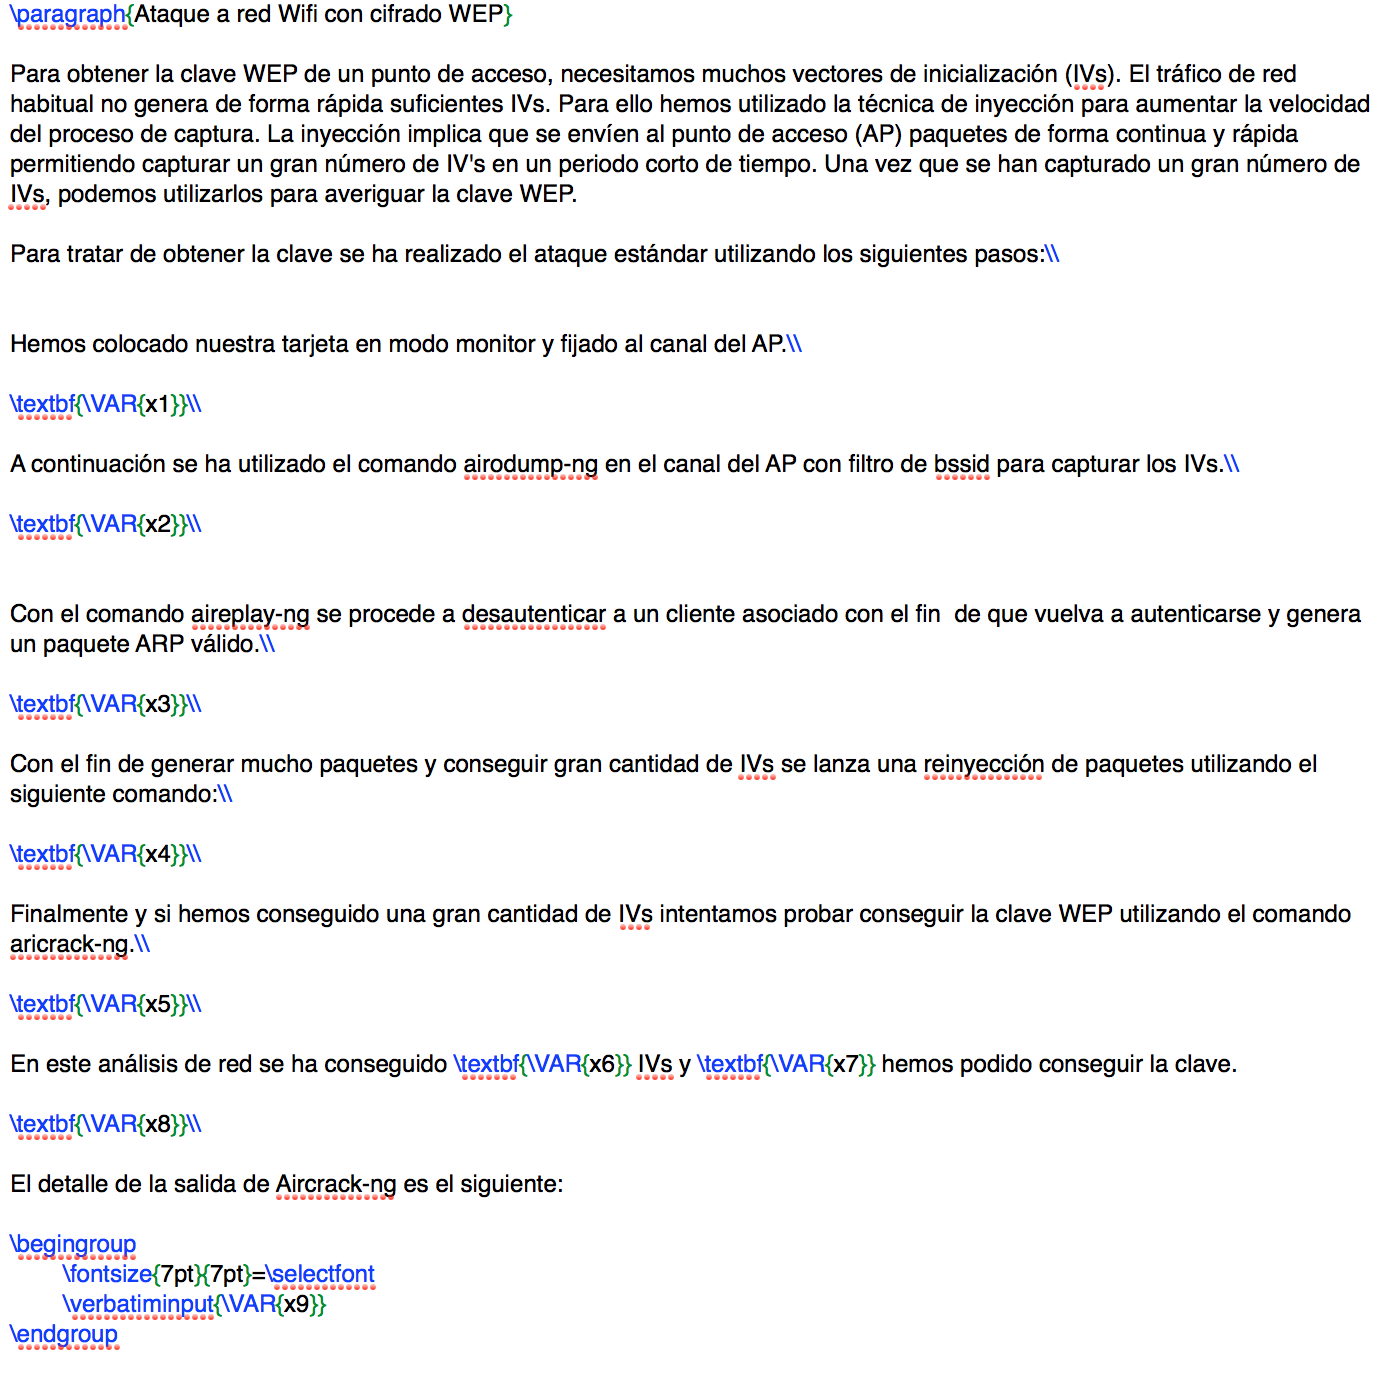 \paragraph{Ataque a red Wifi con cifrado WEP}
Para obtener la clave WEP de un punto de acceso, necesitamos muchos vectores de inicialización (IVs). El tráfico de red
habitual no genera de forma rápida suficientes IVs. Para ello hemos utilizado la técnica de inyección para aumentar la velocidad
del proceso de captura. La inyección implica que se envíen al punto de acceso (AP) paquetes de forma continua y rápida
permitiendo capturar un gran número de IV's en un periodo corto de tiempo. Una vez que se han capturado un gran número de
IVs, podemos utilizarlos para averiguar la clave WEP.
Para tratar de obtener la clave se ha realizado el ataque estándar utilizando los siguientes pasos:\\
Hemos colocado nuestra tarjeta en modo monitor y fijado al canal del AP.\\
\textbf{\VAR{x1}}\\
A continuación se ha utilizado el comando airodump-ng en el canal del AP con filtro de bssid para capturar los IVs.\\
\textbf{\VAR{x2}}\\
Con el comando aireplay-ng se procede a desautenticar a un cliente asociado con el fin  de que vuelva a autenticarse y genera
un paquete ARP válido.\\
\textbf{\VAR{x3}}\\
Con el fin de generar mucho paquetes y conseguir gran cantidad de IVs se lanza una reinyección de paquetes utilizando el
siguiente comando:\\
\textbf{\VAR{x4}}\\
Finalmente y si hemos conseguido una gran cantidad de IVs intentamos probar conseguir la clave WEP utilizando el comando
aricrack-ng.\\
\textbf{\VAR{x5}}\\
En este análisis de red se ha conseguido \textbf{\VAR{x6}} IVs y \textbf{\VAR{x7}} hemos podido conseguir la clave.
\textbf{\VAR{x8}}\\
El detalle de la salida de Aircrack-ng es el siguiente:
\begingroup
\fontsize{7pt}{7pt}=\selectfont
\verbatiminput{\VAR{x9}}
\endgroup